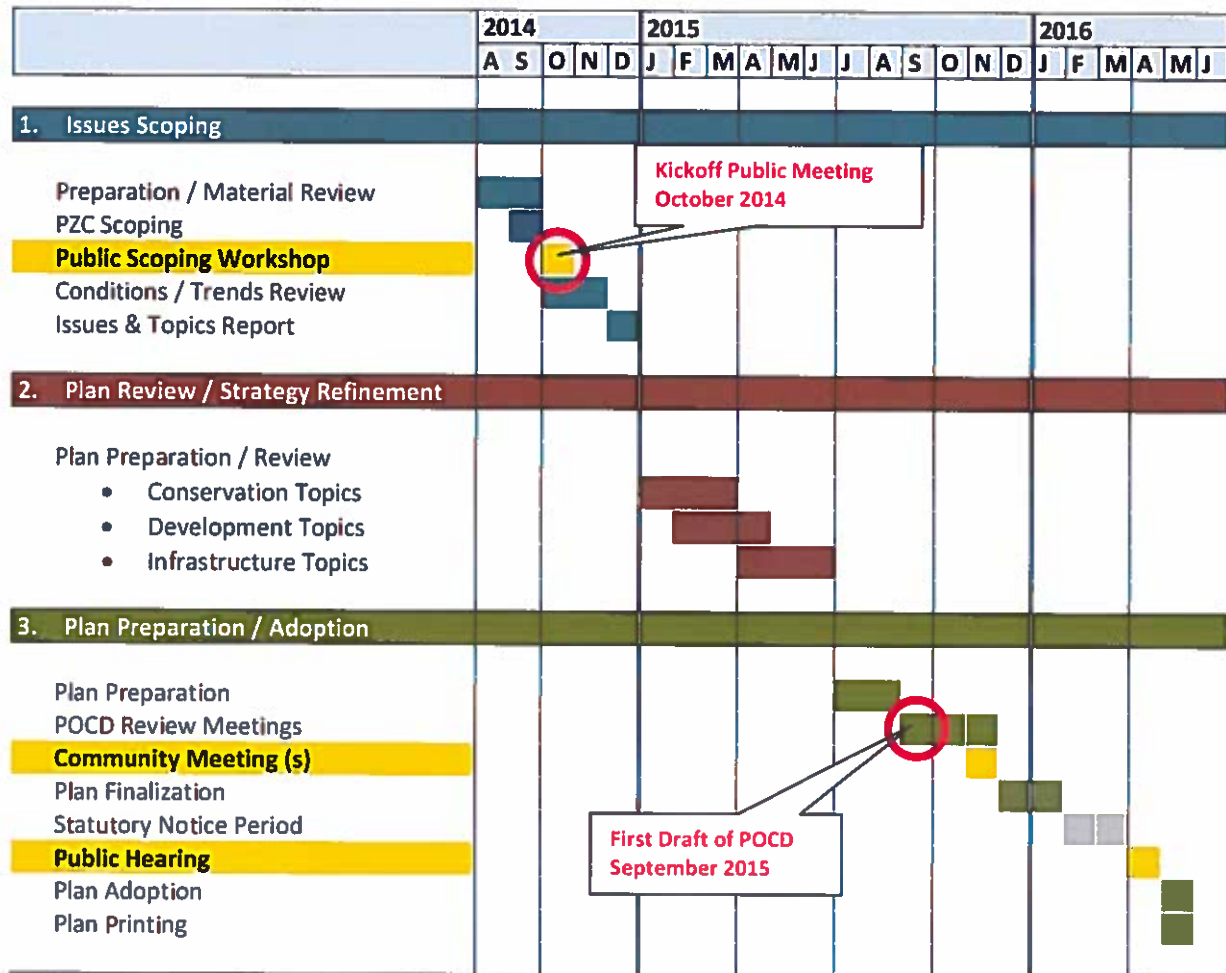 2014 2015 2016
A S O N D J F M A M J J A S O N D J F M A M J
1. Issues Scoping
Kickoff Public Meeting
October 2014
Preparation / Material Review
PZC Scoping
Public Scoping Workshop
Conditions / Trends Review
Issues & Topics Report
2. Plan Review / Strategy Refinement
Plan Preparation / Review
• Conservation Topics
• Development Topics
• Infrastructure Topics
3. Plan Preparation / Adoption
Plan Preparation
POCD Review Meetings
Community Meeting (s)
Plan Finalization
Statutory Notice Period
Public Hearing
Plan Adoption
Plan Printing
First Draft of POCD
September 2015